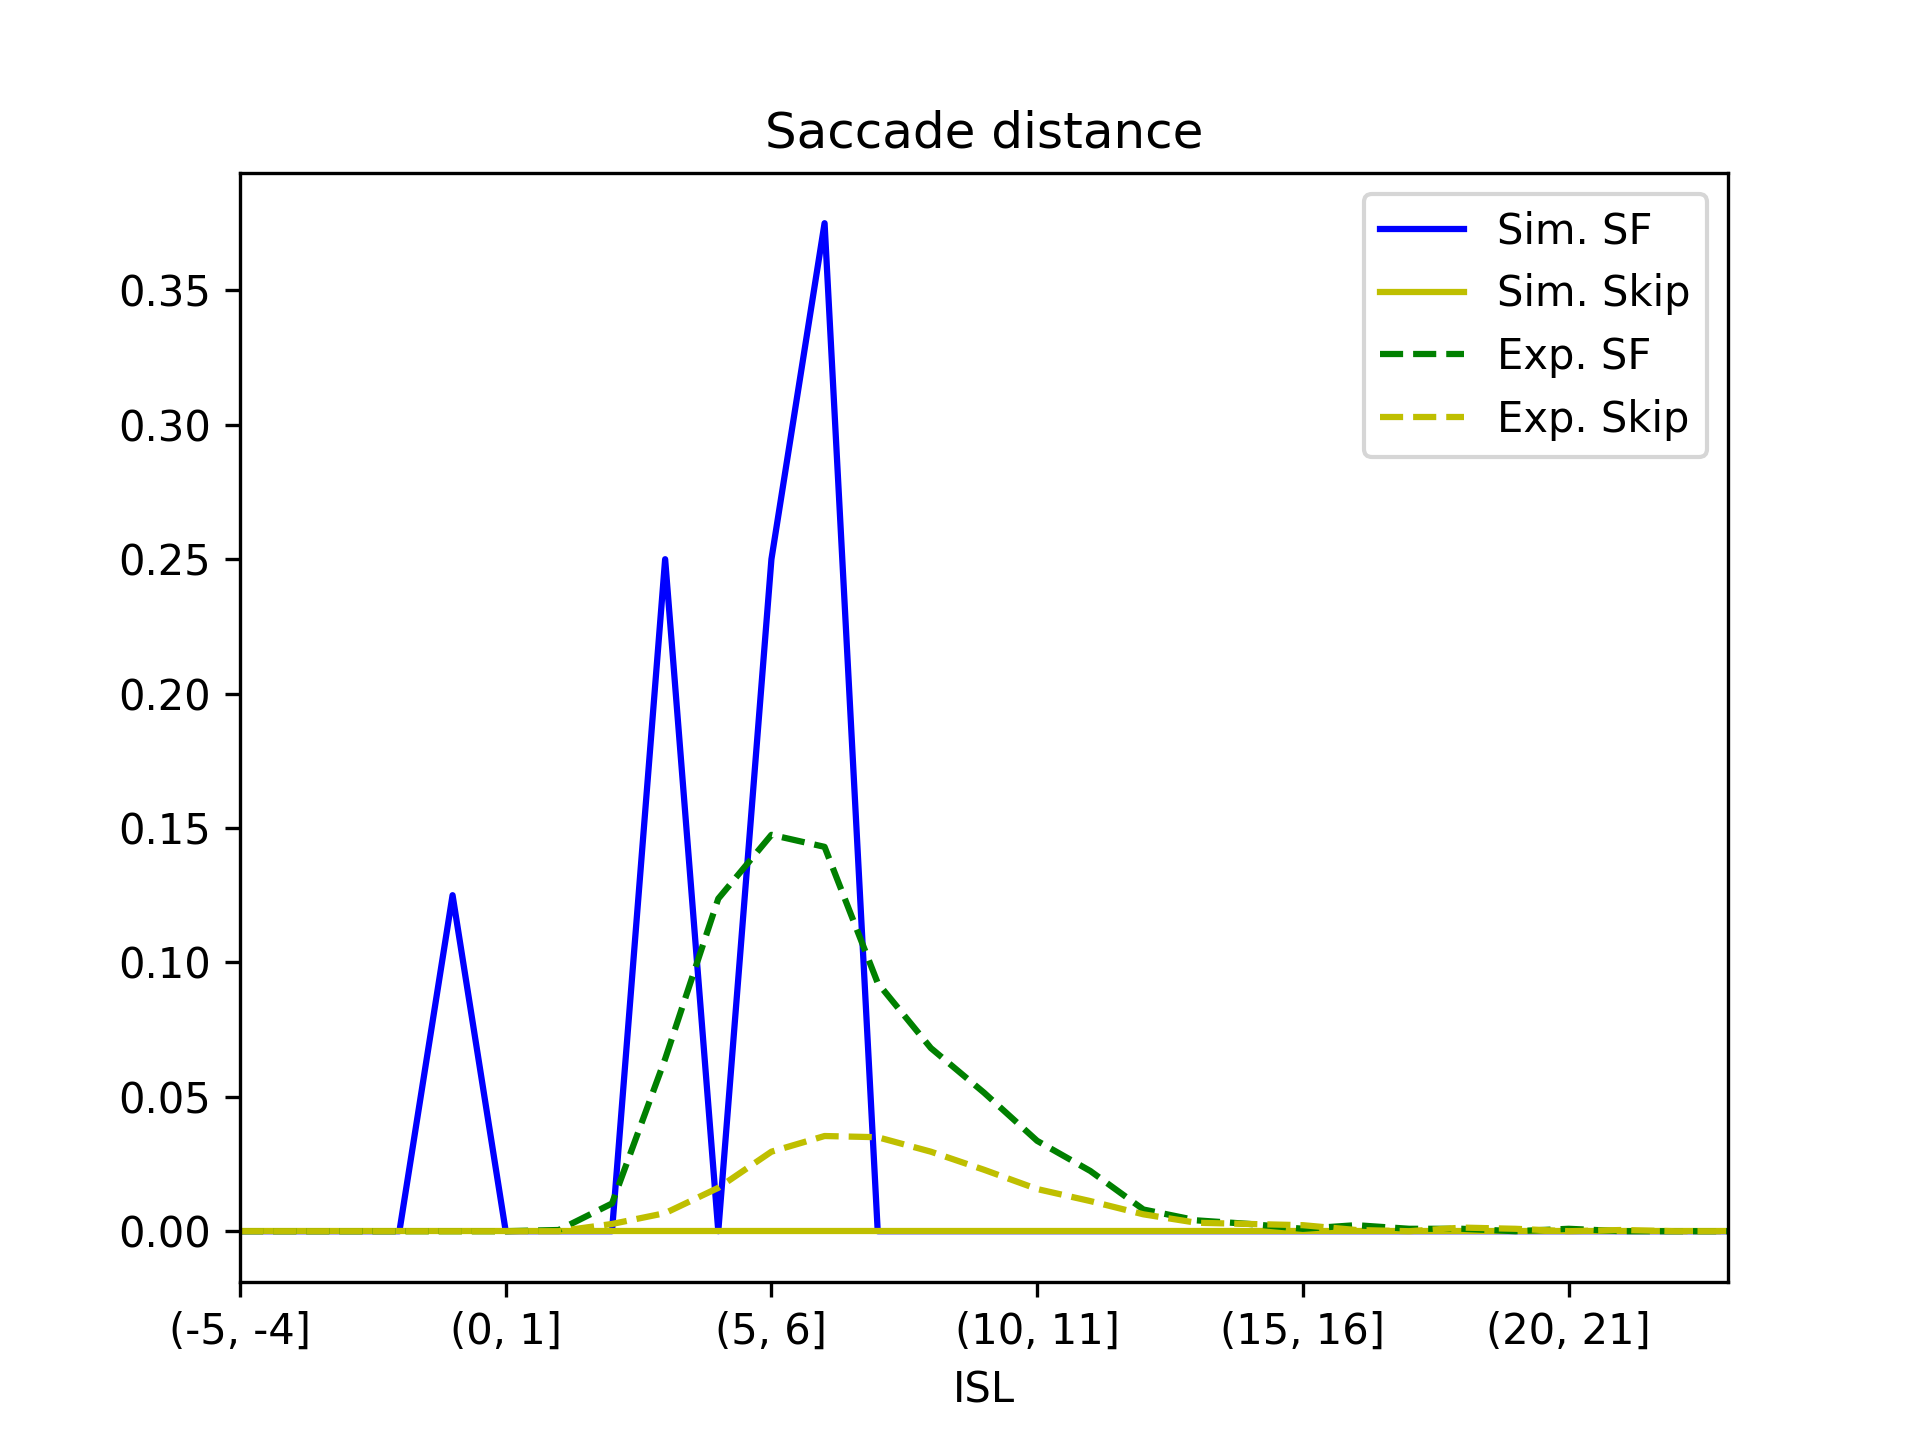 Saccade distance
Sim. SF
Sim. Skip
Exp. SF
Exp. Skip
0.35
0.30
0.25
0.20
0.15
0.10
0.05
0.00
(-5, -4] (0, 1] (5, 6] (10, 11] (15, 16] (20, 21]
ISL